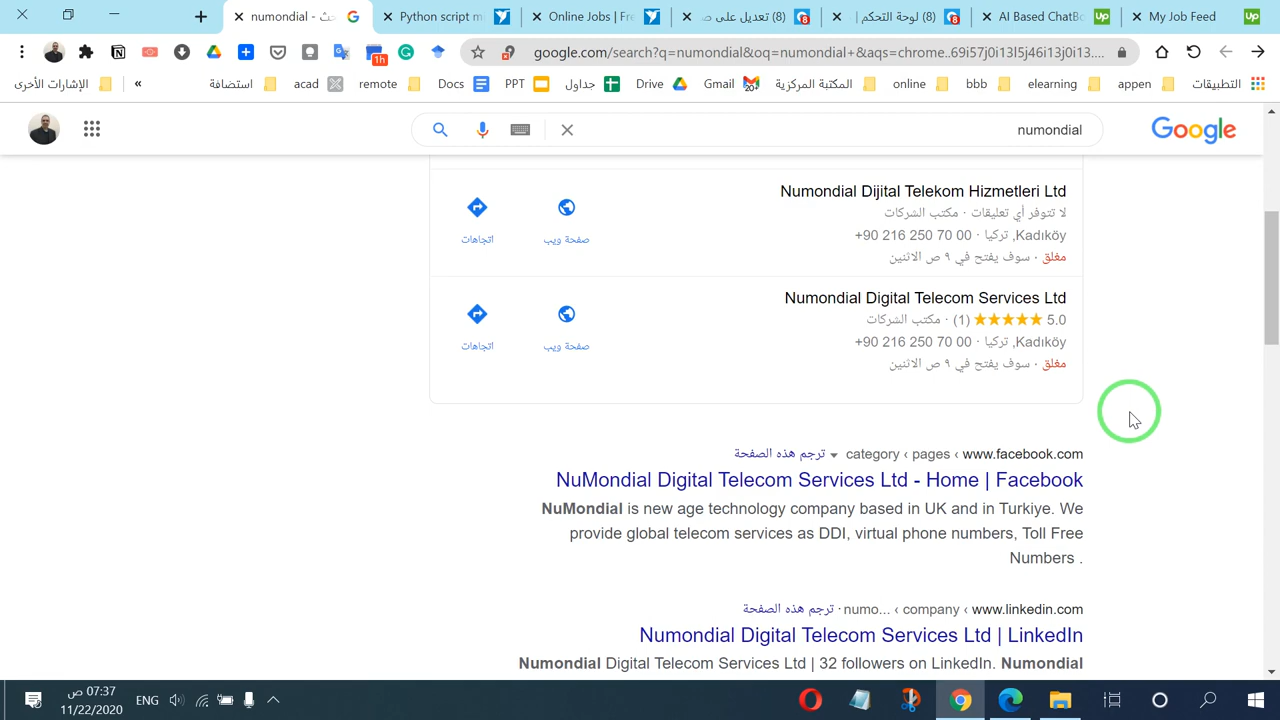 numondial - بحث
Python script m
Online Jobs | Fre
(8) تعديل على ص
(8) لوحة التحكم |
AI Based ChatBo
My Job Feed
google.com/search?q=numondial&oq=numondial+&aqs=chrome..69i57j0i13l5j49i13j0i13....
1h
التطبيقات
appen
elearning
bbb
online
المكتبة المركزيه
Gmail
Drive
جداول
PPT
Docs
remote
acad
استضافة
»
الإشارات الأخرى
Google
numondial
Numondial Dijital Telekom Hizmetleri Ltd
لا تتوفر أي تعليقات · مكتب الشركات
Kadıköy, تركيا · +90 216 250 70 00
مغلق · سوف يفتح في ٩ ص الاثنين
صفحة ويب
اتجاهات
Numondial Digital Telecom Services Ltd
5.0 ★★★★★ (1) · مكتب الشركات
Kadıköy, تركيا · +90 216 250 70 00
مغلق · سوف يفتح في ٩ ص الاثنين
صفحة ويب
اتجاهات
www.facebook.com › pages › category ترجم هذه الصفحة
NuMondial Digital Telecom Services Ltd - Home | Facebook
NuMondial is new age technology company based in UK and in Turkiye. We
provide global telecom services as DDI, virtual phone numbers, Toll Free
Numbers .
www.linkedin.com › company › numo... · ترجم هذه الصفحة
Numondial Digital Telecom Services Ltd | LinkedIn
Numondial Digital Telecom Services Ltd | 32 followers on LinkedIn. Numondial
ENG
07:37 ص
11/22/2020